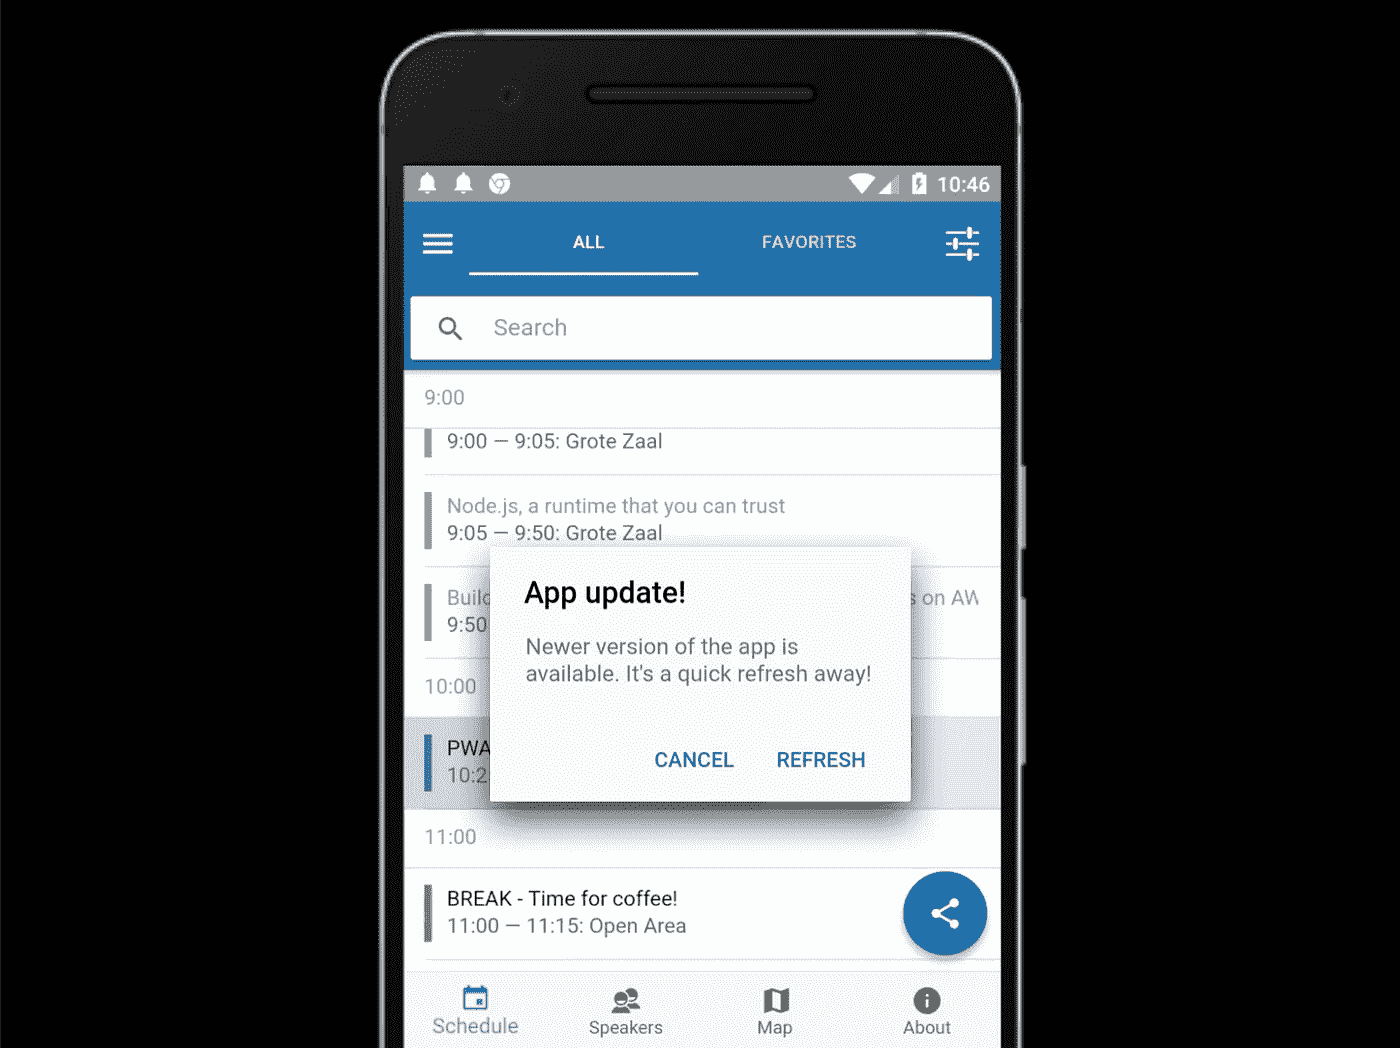 10:46
ALL
FAVORITES
Search
9:00
9:00 — 9:05: Grote Zaal
Node.js, a runtime that you can trust
9:05 — 9:50: Grote Zaal
on AW
9:50
App update!
Newer version of the app is
available. It's a quick refresh away!
CANCEL REFRESH
10:00
PWA
10:2
11:00
BREAK - Time for coffee!
11:00 — 11:15: Open Area
Schedule
Speakers
Map
About